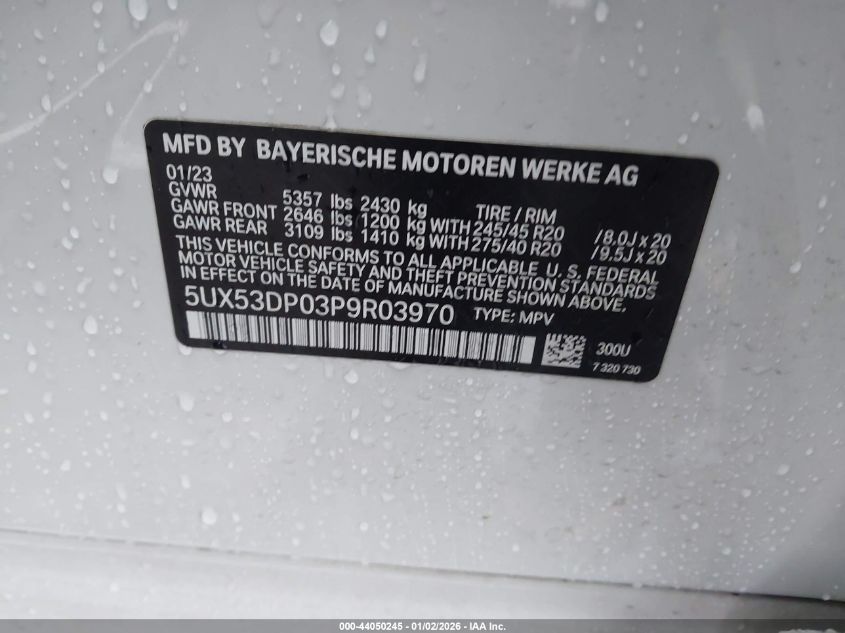 MFD BY BAYERISCHE MOTOREN WERKE AG
01/23
GVWR 5357 lbs 2430 kg TIRE / RIM
GAWR FRONT 2646 lbs 1200 kg WITH 245/45 R20 /8.0J x 20
GAWR REAR 3109 lbs 1410 kg WITH 275/40 R20 /9.5J x 20
THIS VEHICLE CONFORMS TO ALL APPLICABLE U. S. FEDERAL
MOTOR VEHICLE SAFETY AND THEFT PREVENTION STANDARDS
IN EFFECT ON THE DATE OF MANUFACTURE SHOWN ABOVE.
5UX53DP03P9R03970 TYPE: MPV
300U
7 320 730
000-44050245 - 01/02/2026 - IAA Inc.